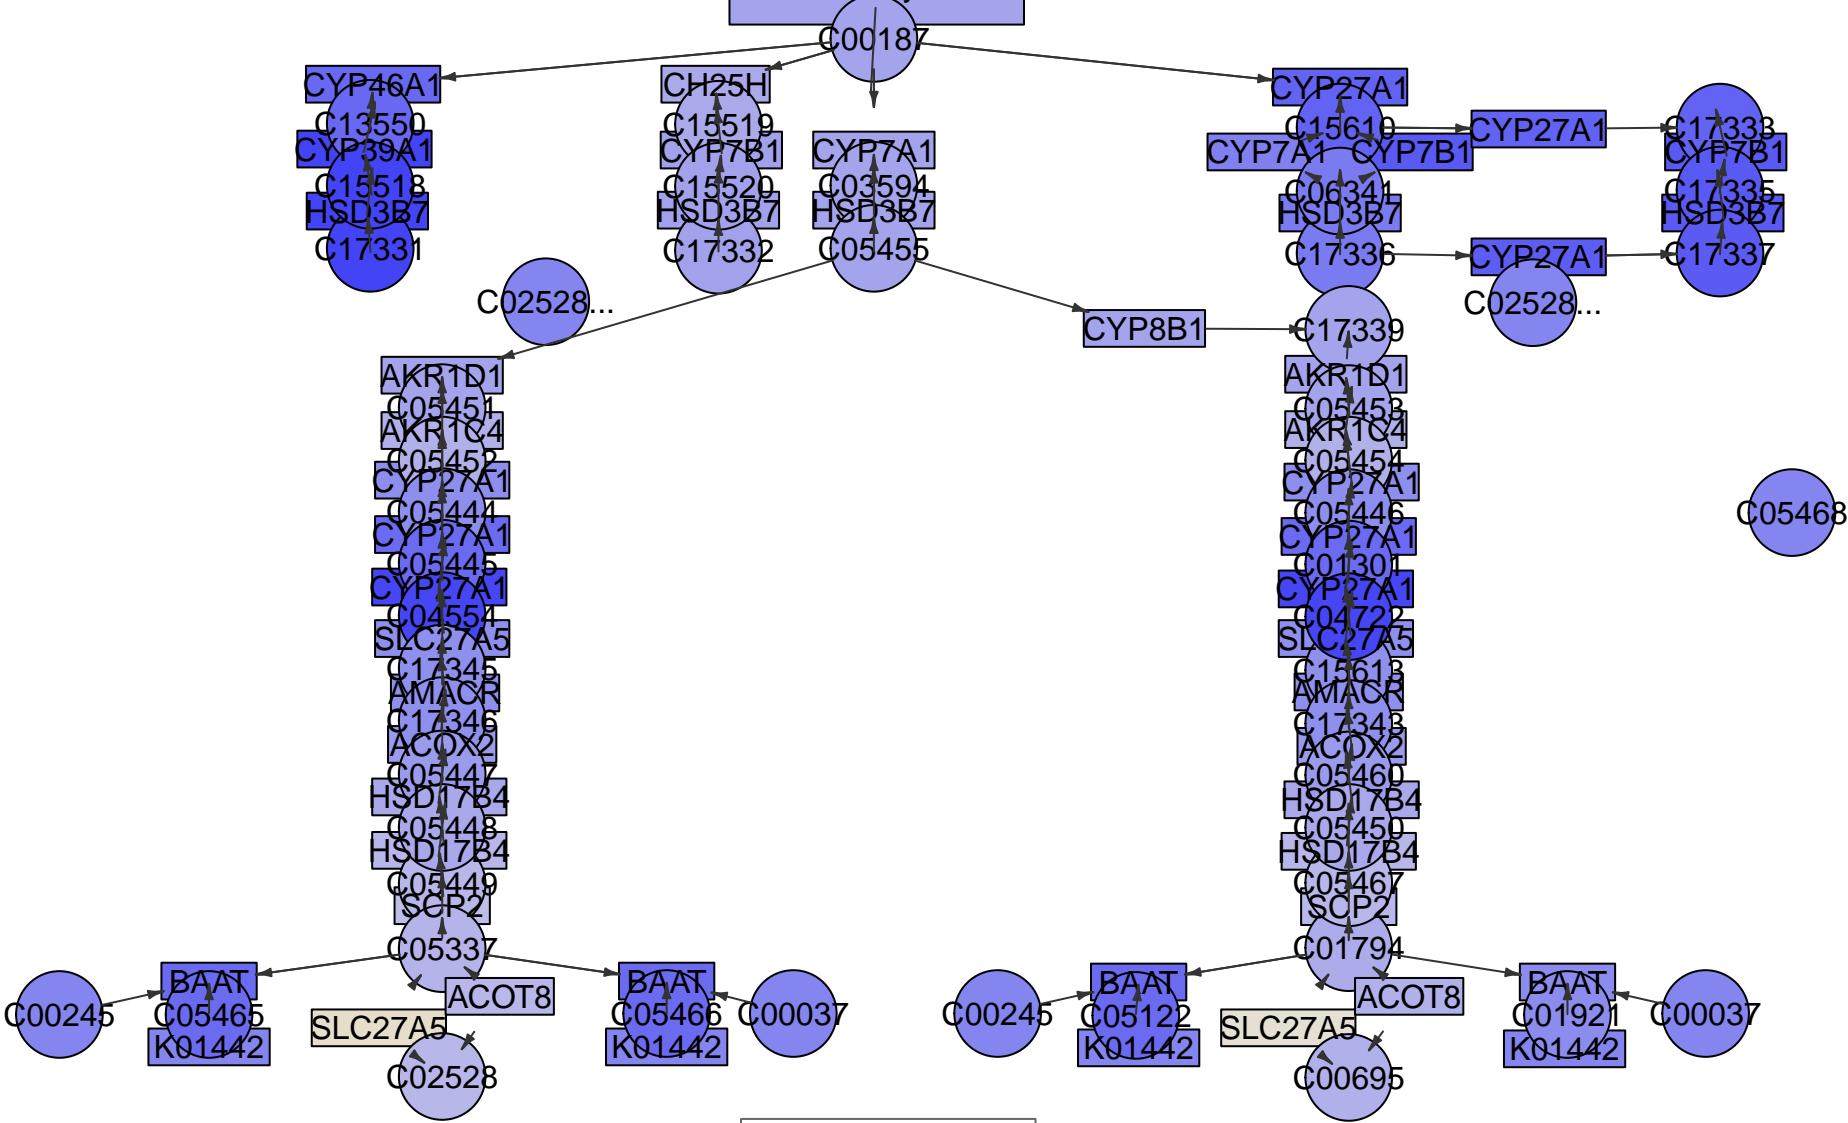 C00187
CYP46A1
CH25H
CYP27A1
C13550
C15519
C15610
CYP27A1
C17333
CYP39A1
CYP7B1
CYP7A1
CYP7A1
CYP7B1
CYP7B1
C15518
C15520
C03594
C06341
C17335
HSD3B7
HSD3B7
HSD3B7
HSD3B7
HSD3B7
C17331
C17332
C05455
C17336
CYP27A1
C17337
C02528...
C02528...
CYP8B1
C17339
AKR1D1
AKR1D1
C05451
C05453
AKR1C4
AKR1C4
C05452
C05454
CYP27A1
CYP27A1
C05444
C05446
C05468
CYP27A1
CYP27A1
C05445
C01301
CYP27A1
CYP27A1
C04554
C04722
SLC27A5
SLC27A5
C17345
C15613
AMACR
AMACR
C17346
C17343
ACOX2
ACOX2
C05447
C05460
HSD17B4
HSD17B4
C05448
C05450
HSD17B4
HSD17B4
C05449
C05467
SCP2
SCP2
C05337
C01794
BAAT
BAAT
BAAT
BAAT
ACOT8
ACOT8
C00245
C05465
C05466
C00037
C00245
C05122
C01921
C00037
SLC27A5
SLC27A5
K01442
K01442
K01442
K01442
C02528
C00695